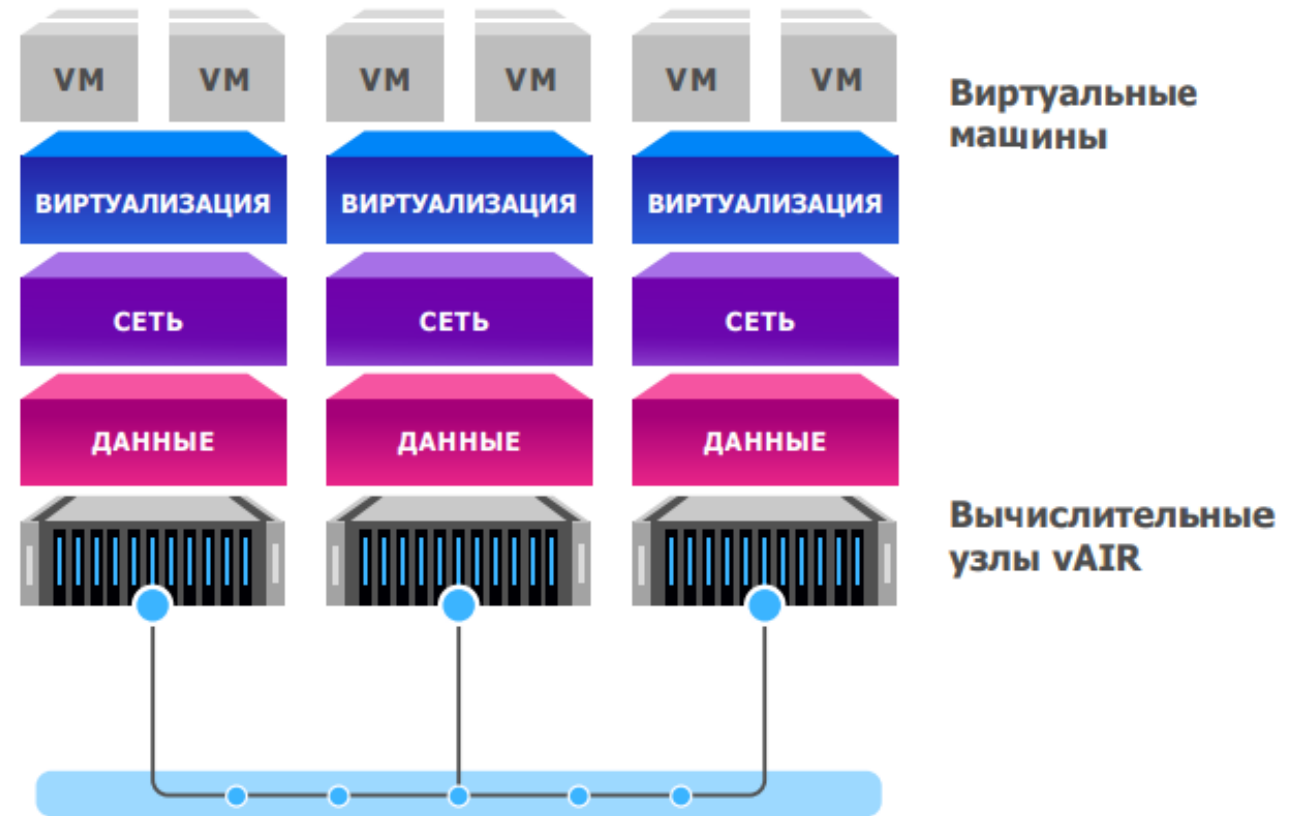 VM VM VM VM VM VM
Виртуальные
машины
ВИРТУАЛИЗАЦИЯ ВИРТУАЛИЗАЦИЯ ВИРТУАЛИЗАЦИЯ
СЕТЬ СЕТЬ СЕТЬ
ДАННЫЕ ДАННЫЕ ДАННЫЕ
Вычислительные
узлы vAIR